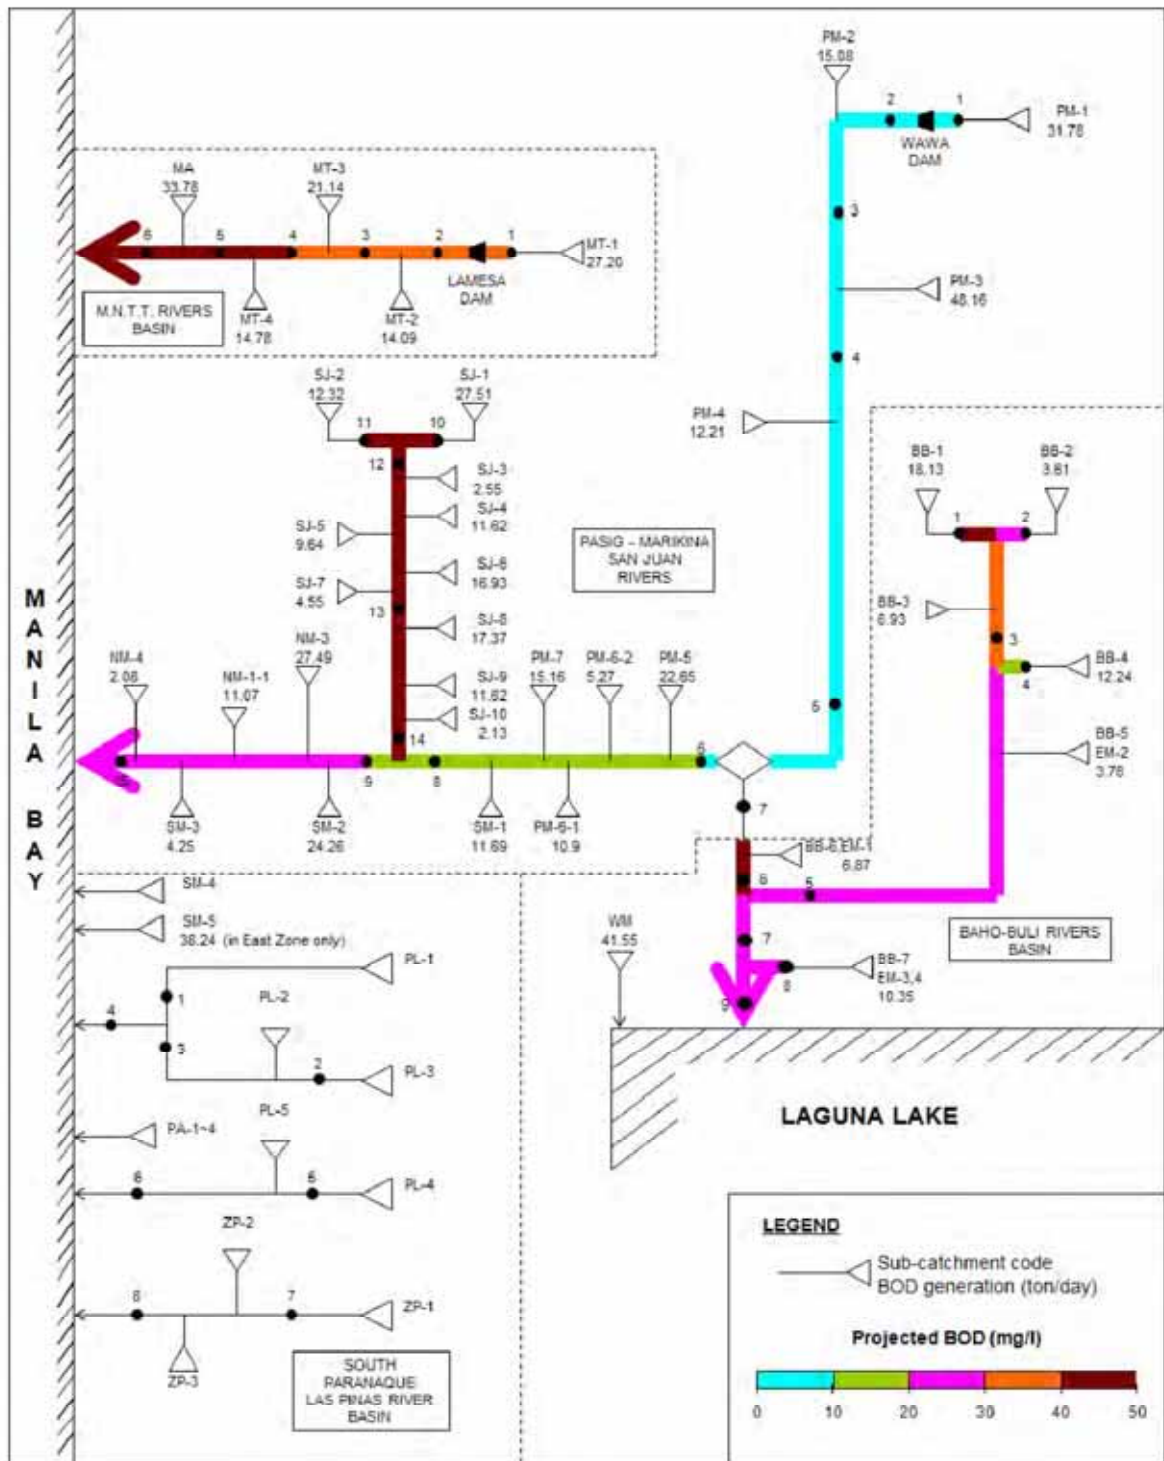 PM-2
15.08
2
1
PM-1
31.78
WAWA
DAM
3
PM-3
48.16
4
PM-4
12.21
5
MA
33.78
MT-3
21.14
6
5
4
3
2
1
MT-1
27.20
LAMESA
DAM
M.N.T.T. RIVERS
BASIN
MT-4
14.78
MT-2
14.09
SJ-2
12.32
SJ-1
27.51
11
10
12
SJ-3
2.55
SJ-4
11.62
SJ-5
9.64
SJ-6
16.93
SJ-7
4.55
13
SJ-8
17.37
SJ-9
11.62
SJ-10
2.13
14
PASIG - MARIKINA
SAN JUAN
RIVERS
BB-1
18.13
BB-2
3.61
1
2
BB-3
6.93
3
BB-4
12.24
4
BB-5
EM-2
3.78
MANILA BAY
NM-4
2.08
NM-1-1
11.07
NM-3
27.49
PM-7
15.16
PM-6-2
5.27
PM-5
22.65
9
8
6
7
SM-3
4.25
SM-2
24.26
SM-1
11.69
PM-6-1
10.9
BB-6,EM-1
6.87
6
5
7
BB-7
EM-3,4
10.35
8
9
BAHO-BULI RIVERS
BASIN
WM
41.55
SM-4
SM-5
38.24 (in East Zone only)
PL-1
1
PL-2
4
3
2
PL-3
PL-5
PA-1~4
6
5
PL-4
ZP-2
8
7
ZP-1
ZP-3
SOUTH
PARANAQUE
LAS PINAS RIVER
BASIN
LAGUNA LAKE
LEGEND
Sub-catchment code
BOD generation (ton/day)
Projected BOD (mg/l)
0 10 20 30 40 50